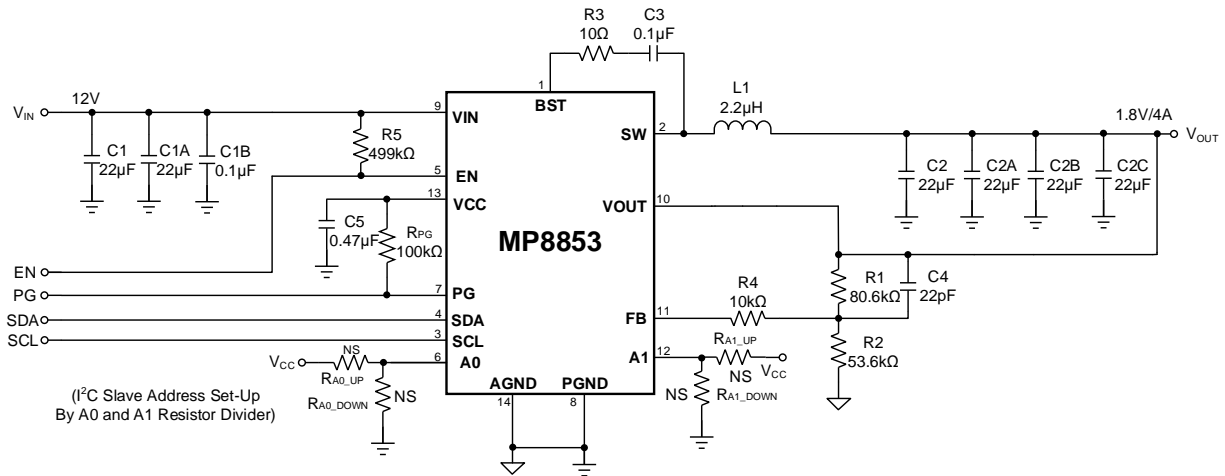 R3
10Ω
C3
0.1µF
1
BST
L1
2.2µH
VIN
12V
9
VIN
SW
2
1.8V/4A
VOUT
C1
22µF
C1A
22µF
C1B
0.1µF
R5
499kΩ
C2
22µF
C2A
22µF
C2B
22µF
C2C
22µF
5
EN
13
VCC
VOUT
10
C5
0.47µF
RPG
100kΩ
MP8853
EN
PG
7
PG
R4
10kΩ
R1
80.6kΩ
C4
22pF
SDA
4
SDA
FB
11
SCL
3
SCL
R2
53.6kΩ
VCC
NS
6
A0
A1
12
RA1_UP
NS
VCC
RA0_UP
RA0_DOWN
NS
NS
RA1_DOWN
AGND
PGND
14
8
(I²C Slave Address Set-Up
By A0 and A1 Resistor Divider)